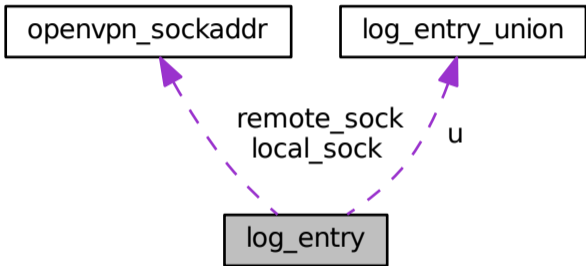 openvpn_sockaddr
log_entry_union
remote_sock
local_sock
u
log_entry